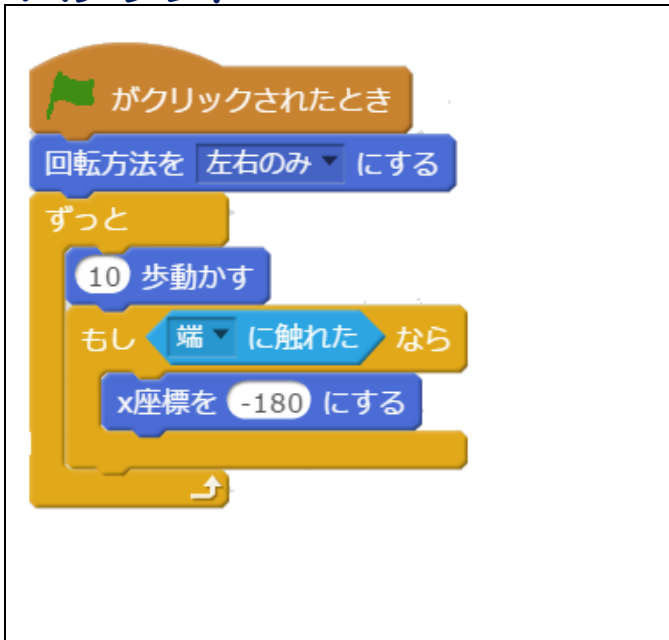 がクリックされたとき
回転方法を 左右のみ にする
ずっと
10 歩動かす
もし 端 に触れた なら
x座標を -180 にする